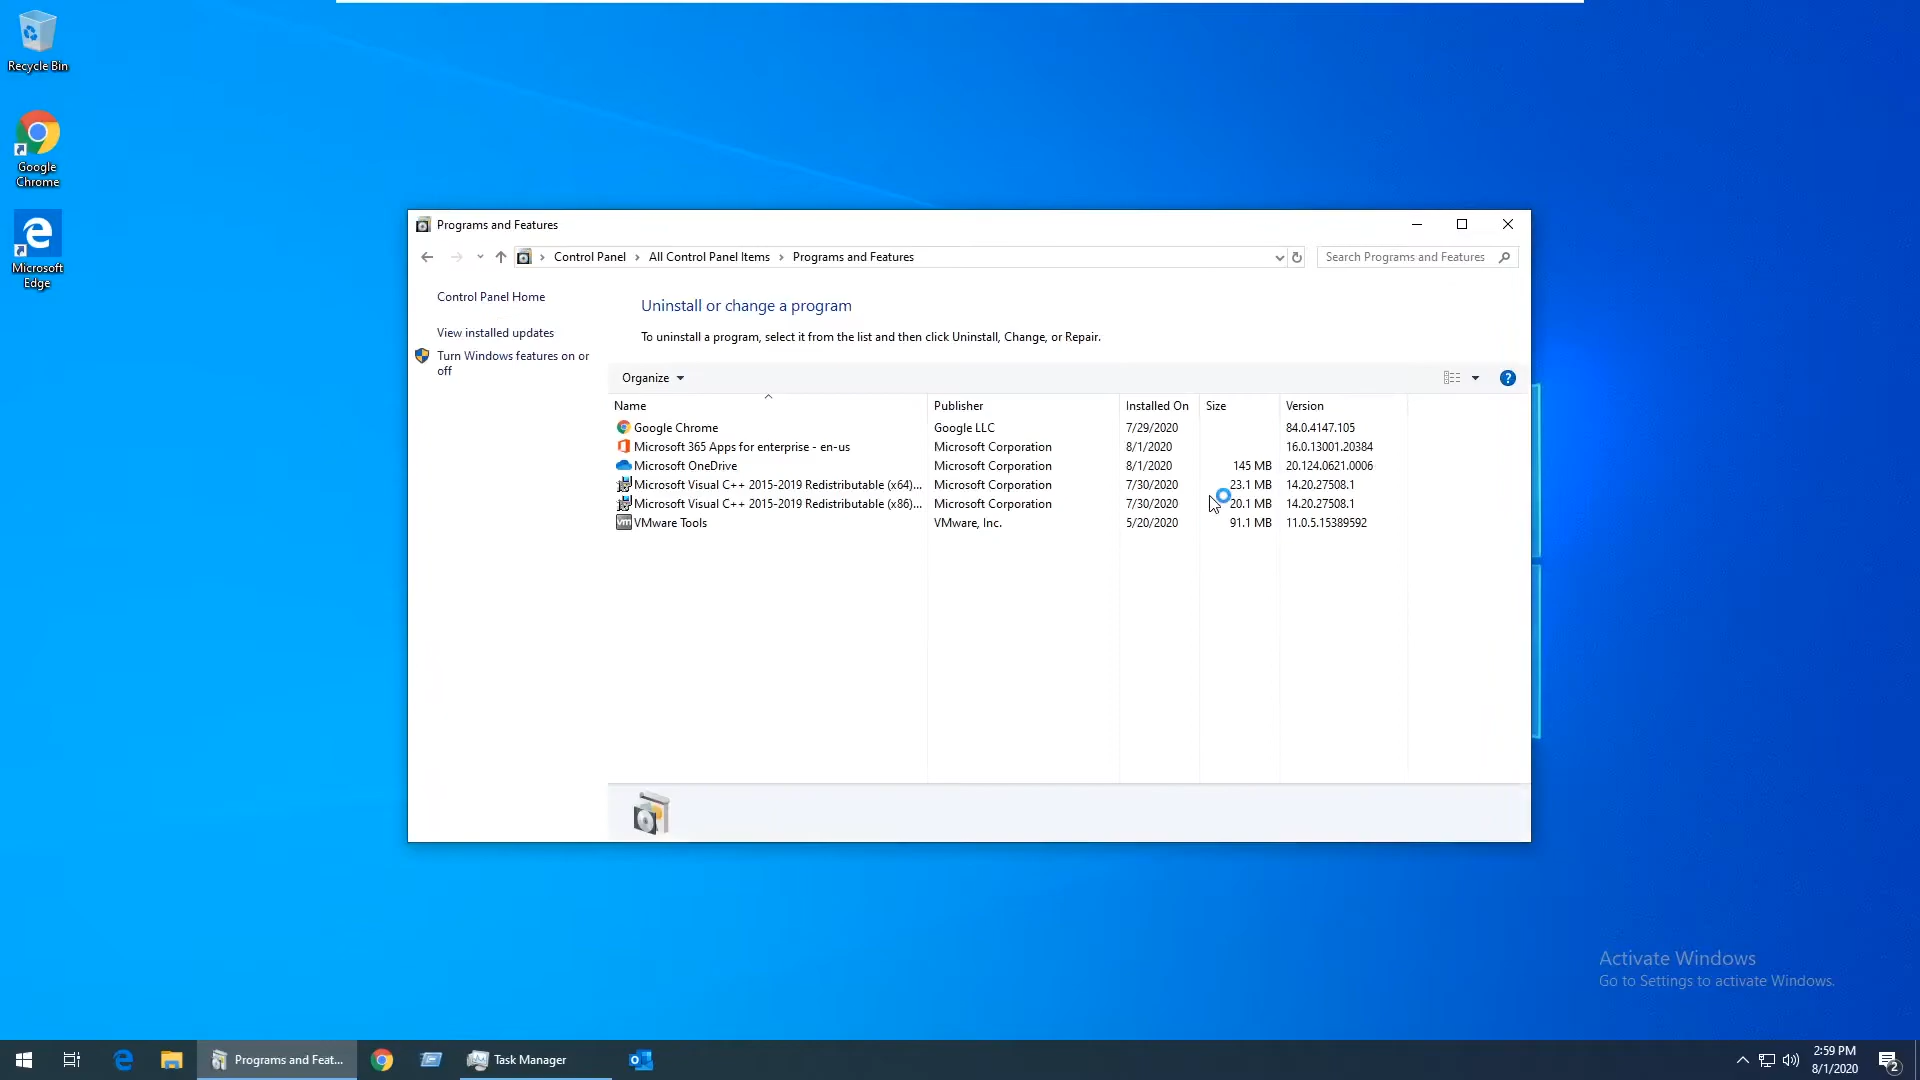 Recycle Bin
Google
Chrome
Microsoft
Edge
Programs and Features
Control Panel
All Control Panel Items
Programs and Features
Search Programs and Features
Control Panel Home
View installed updates
Turn Windows features on or
off
Uninstall or change a program
To uninstall a program, select it from the list and then click Uninstall, Change, or Repair.
Organize
?
Name Publisher Installed On Size Version
Google Chrome Google LLC 7/29/2020 84.0.4147.105
Microsoft 365 Apps for enterprise - en-us Microsoft Corporation 8/1/2020 16.0.13001.20384
Microsoft OneDrive Microsoft Corporation 8/1/2020 145 MB 20.124.0621.0006
Microsoft Visual C++ 2015-2019 Redistributable (x64)... Microsoft Corporation 7/30/2020 23.1 MB 14.20.27508.1
Microsoft Visual C++ 2015-2019 Redistributable (x86)... Microsoft Corporation 7/30/2020 20.1 MB 14.20.27508.1
vm VMware Tools VMware, Inc. 5/20/2020 91.1 MB 11.0.5.15389592
Activate Windows
Go to Settings to activate Windows.
Programs and Feat...
Task Manager
2:59 PM
8/1/2020
2